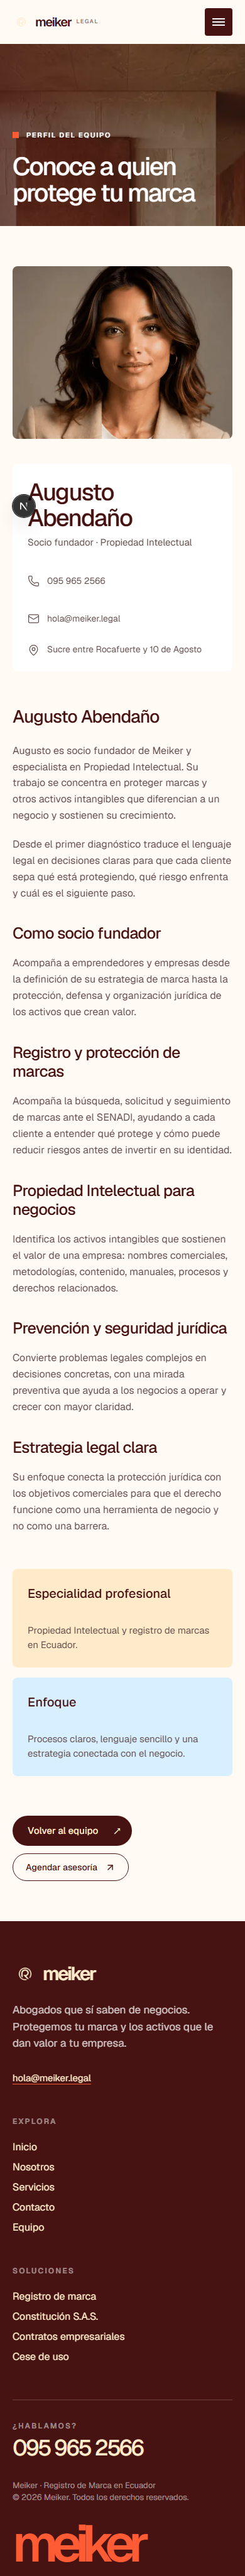 meiker LEGAL
PERFIL DEL EQUIPO
Conoce a quien
protege tu marca
N
Augusto
Abendaño
Socio fundador · Propiedad Intelectual
095 965 2566
hola@meiker.legal
Sucre entre Rocafuerte y 10 de Agosto
Augusto Abendaño
Augusto es socio fundador de Meiker y
especialista en Propiedad Intelectual. Su
trabajo se concentra en proteger marcas y
otros activos intangibles que diferencian a un
negocio y sostienen su crecimiento.
Desde el primer diagnóstico traduce el lenguaje
legal en decisiones claras para que cada cliente
sepa qué está protegiendo, qué riesgo enfrenta
y cuál es el siguiente paso.
Como socio fundador
Acompaña a emprendedores y empresas desde
la definición de su estrategia de marca hasta la
protección, defensa y organización jurídica de
los activos que crean valor.
Registro y protección de
marcas
Acompaña la búsqueda, solicitud y seguimiento
de marcas ante el SENADI, ayudando a cada
cliente a entender qué protege y cómo puede
reducir riesgos antes de invertir en su identidad.
Propiedad Intelectual para
negocios
Identifica los activos intangibles que sostienen
el valor de una empresa: nombres comerciales,
metodologías, contenido, manuales, procesos y
derechos relacionados.
Prevención y seguridad jurídica
Convierte problemas legales complejos en
decisiones concretas, con una mirada
preventiva que ayuda a los negocios a operar y
crecer con mayor claridad.
Estrategia legal clara
Su enfoque conecta la protección jurídica con
los objetivos comerciales para que el derecho
funcione como una herramienta de negocio y
no como una barrera.
Especialidad profesional
Propiedad Intelectual y registro de marcas
en Ecuador.
Enfoque
Procesos claros, lenguaje sencillo y una
estrategia conectada con el negocio.
Volver al equipo ↗
Agendar asesoría ↗
® meiker
Abogados que sí saben de negocios.
Protegemos tu marca y los activos que le
dan valor a tu empresa.
hola@meiker.legal
EXPLORA
Inicio
Nosotros
Servicios
Contacto
Equipo
SOLUCIONES
Registro de marca
Constitución S.A.S.
Contratos empresariales
Cese de uso
¿HABLAMOS?
095 965 2566
Meiker · Registro de Marca en Ecuador
© 2026 Meiker. Todos los derechos reservados.
meiker